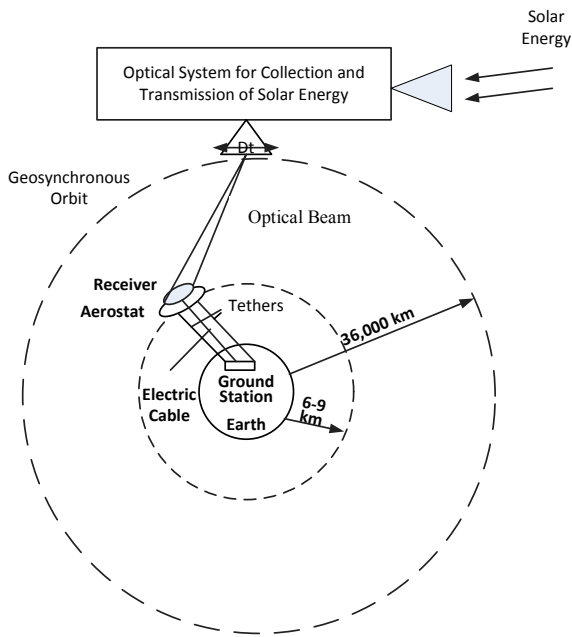 Solar
Energy
Optical System for Collection and
Transmission of Solar Energy
Dt
Geosynchronous
Orbit
Optical Beam
Receiver
Aerostat
Tethers
36,000 km
Electric
Cable
Ground
Station
Earth
6-9
km